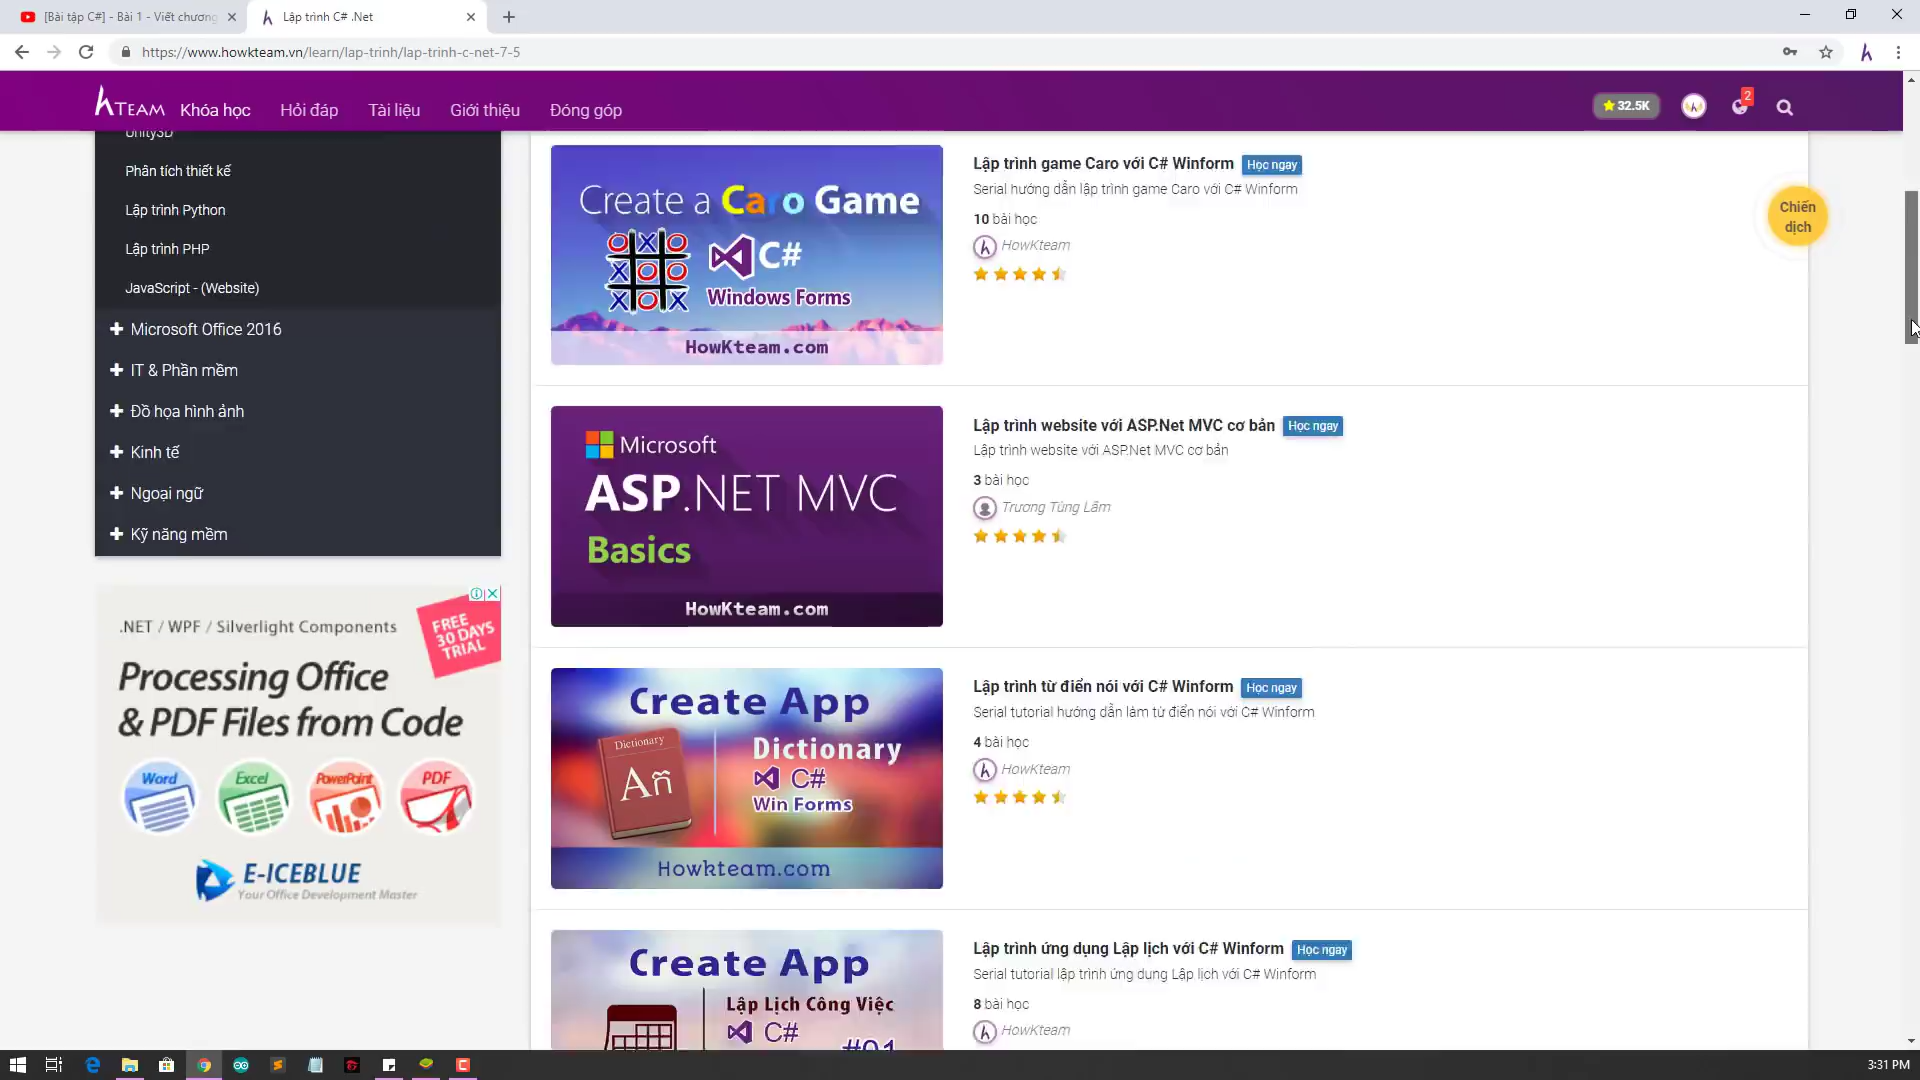 [Bài tập C#] - Bài 1 - Viết chương
Lập trình C# .Net
https://www.howkteam.vn/learn/lap-trinh/lap-trinh-c-net-7-5
hTEAM
Khóa học
Hỏi đáp
Tài liệu
Giới thiệu
Đóng góp
32.5K
2
Unity3D
Phân tích thiết kế
Lập trình Python
Lập trình PHP
JavaScript - (Website)
Microsoft Office 2016
IT & Phần mềm
Đồ họa hình ảnh
Kinh tế
Ngoại ngữ
Kỹ năng mềm
.NET / WPF / Silverlight Components
FREE
30 DAYS
TRIAL
Processing Office
& PDF Files from Code
Word
Excel
PowerPoint
PDF
E-ICEBLUE
Your Office Development Master
Create a Caro Game
C#
Windows Forms
HowKteam.com
Lập trình game Caro với C# Winform
Học ngay
Serial hướng dẫn lập trình game Caro với C# Winform
10 bài học
HowKteam
Chiến
dịch
Microsoft
ASP.NET MVC
Basics
HowKteam.com
Lập trình website với ASP.Net MVC cơ bản
Học ngay
Lập trình website với ASP.Net MVC cơ bản
3 bài học
Trương Tùng Lâm
Create App
Dictionary
Añ
Dictionary
C#
Win Forms
Howkteam.com
Lập trình từ điển nói với C# Winform
Học ngay
Serial tutorial hướng dẫn làm từ điển nói với C# Winform
4 bài học
HowKteam
Create App
Lập Lịch Công Việc
C#
#01
Lập trình ứng dụng Lập lịch với C# Winform
Học ngay
Serial tutorial lập trình ứng dung Lập lịch với C# Winform
8 bài học
HowKteam
3:31 PM